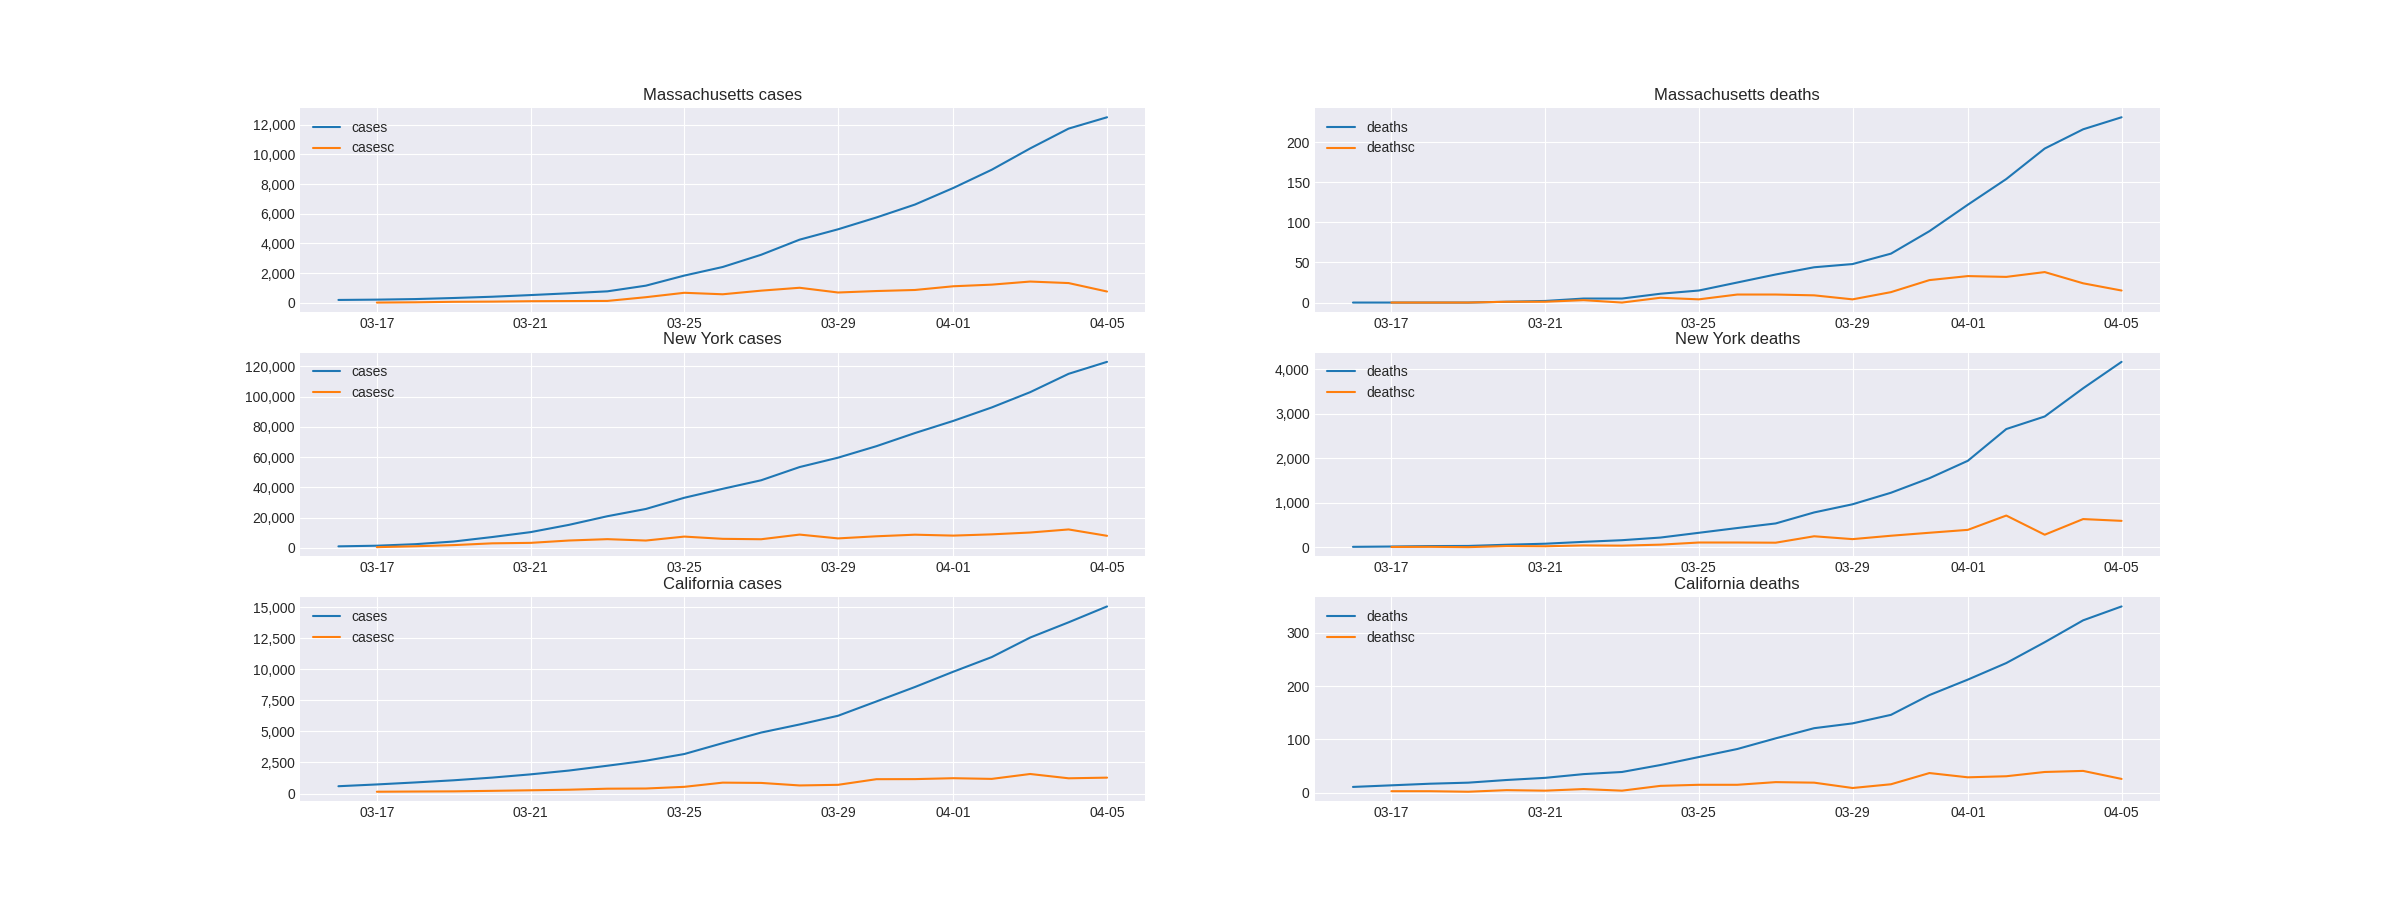 Massachusetts cases
12,000
10,000
8,000
6,000
4,000
2,000
0
cases
casesc
03-17 03-21 03-25 03-29 04-01 04-05
Massachusetts deaths
200
150
100
50
0
deaths
deathsc
03-17 03-21 03-25 03-29 04-01 04-05
New York cases
120,000
100,000
80,000
60,000
40,000
20,000
0
cases
casesc
03-17 03-21 03-25 03-29 04-01 04-05
New York deaths
4,000
3,000
2,000
1,000
0
deaths
deathsc
03-17 03-21 03-25 03-29 04-01 04-05
California cases
15,000
12,500
10,000
7,500
5,000
2,500
0
cases
casesc
03-17 03-21 03-25 03-29 04-01 04-05
California deaths
300
200
100
0
deaths
deathsc
03-17 03-21 03-25 03-29 04-01 04-05